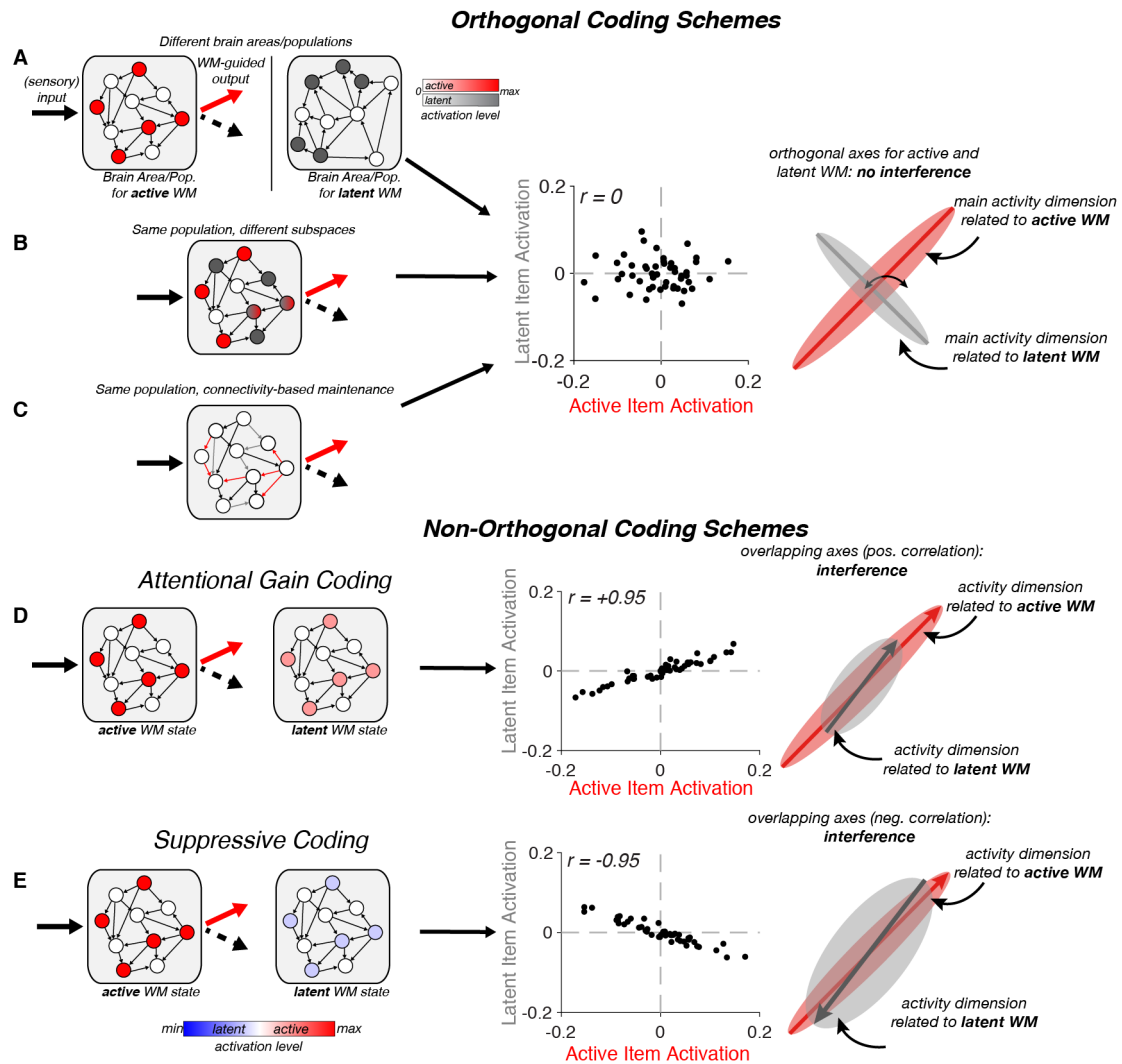 Orthogonal Coding Schemes
A
Different brain areas/populations
(sensory)
input
WM-guided
output
0
active
max
latent
activation level
Brain Area/Pop.
for active WM
Brain Area/Pop.
for latent WM
B
Same population, different subspaces
C
Same population, connectivity-based maintenance
Latent Item Activation
0.2
0
-0.2
r = 0
-0.2
0
0.2
Active Item Activation
orthogonal axes for active and
latent WM: no interference
main activity dimension
related to active WM
main activity dimension
related to latent WM
Non-Orthogonal Coding Schemes
Attentional Gain Coding
D
active WM state
latent WM state
Latent Item Activation
0.2
0
-0.2
r = +0.95
-0.2
0
0.2
Active Item Activation
overlapping axes (pos. correlation):
interference
activity dimension
related to active WM
activity dimension
related to latent WM
Suppressive Coding
E
active WM state
latent WM state
min
latent
active
max
activation level
Latent Item Activation
0.2
0
-0.2
r = -0.95
-0.2
0
0.2
Active Item Activation
overlapping axes (neg. correlation):
interference
activity dimension
related to active WM
activity dimension
related to latent WM